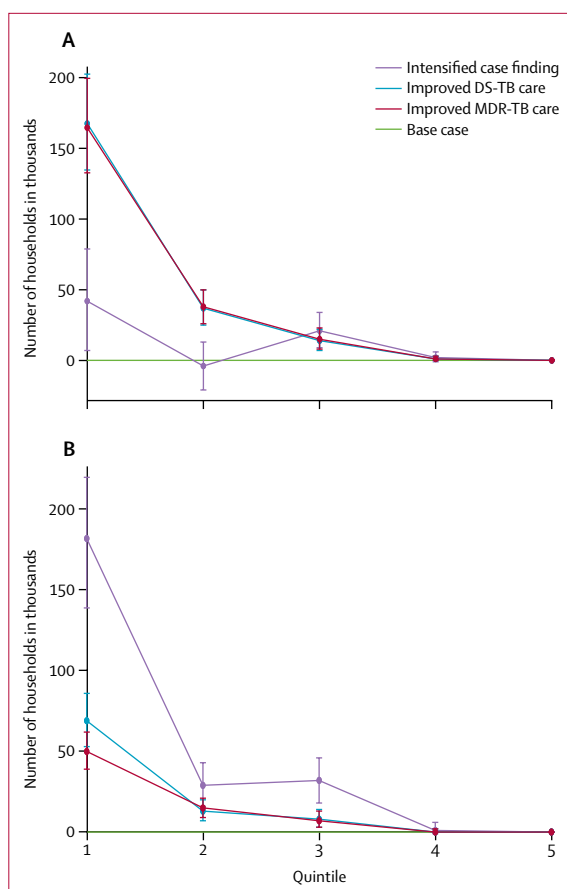 A
Intensified case finding
Improved DS-TB care
Improved MDR-TB care
Base case
Number of households in thousands
200
150
100
50
0
B
Number of households in thousands
200
150
100
50
0
1 2 3 4 5
Quintile